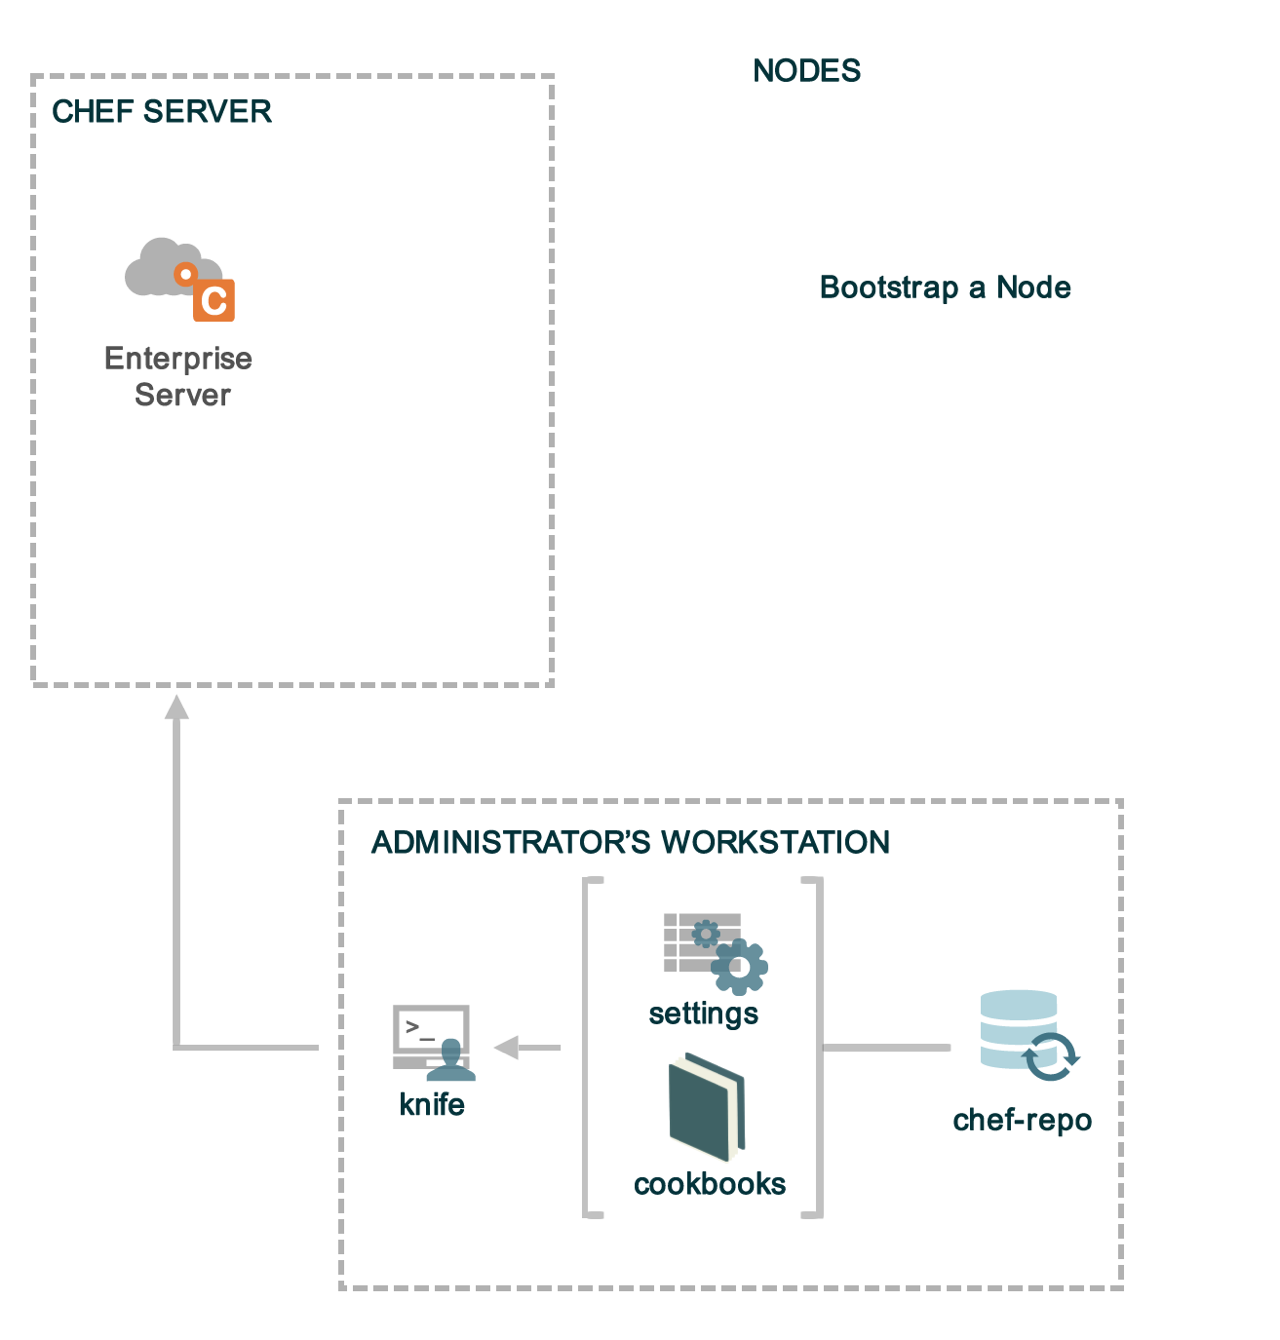 NODES
CHEF SERVER
C
Enterprise
Server
Bootstrap a Node
ADMINISTRATOR’S WORKSTATION
settings
>_
knife
cookbooks
chef-repo